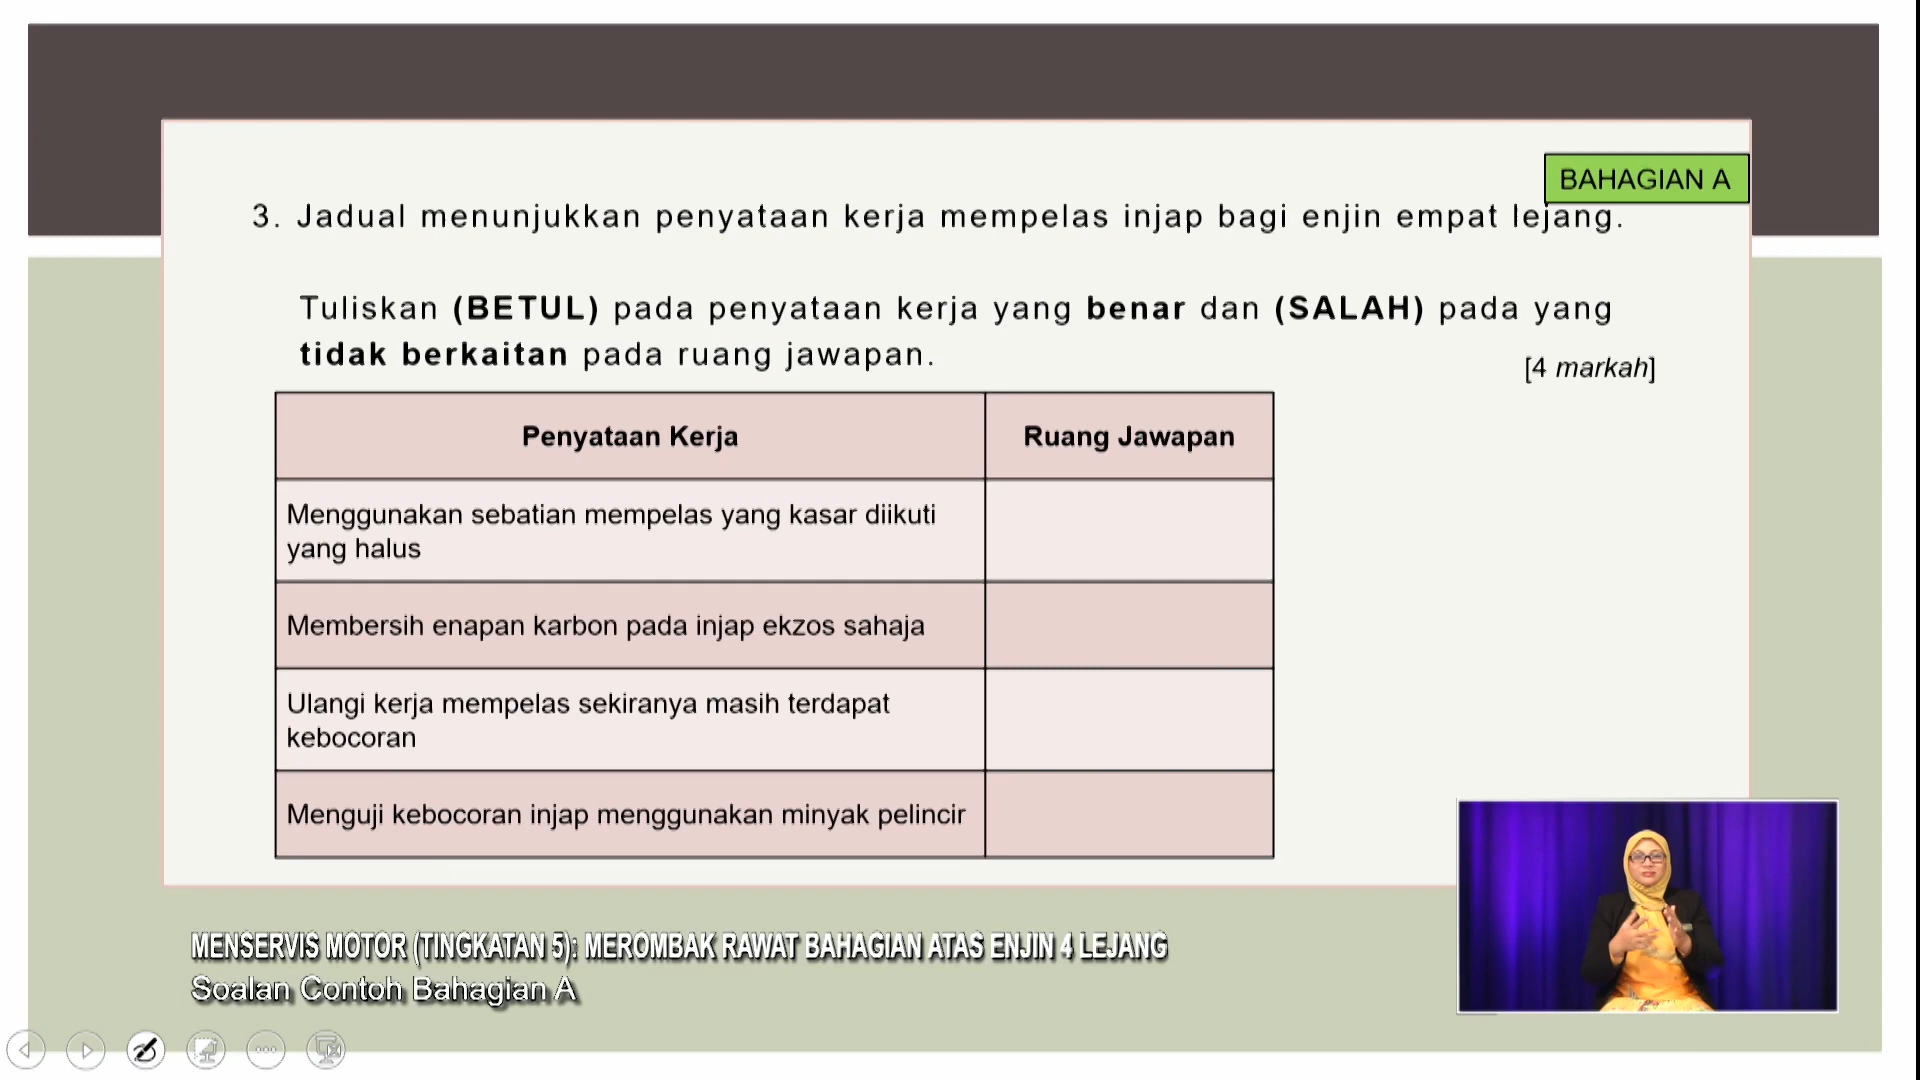 BAHAGIAN A
3. Jadual menunjukkan penyataan kerja mempelas injap bagi enjin empat lejang.
Tuliskan (BETUL) pada penyataan kerja yang benar dan (SALAH) pada yang
tidak berkaitan pada ruang jawapan.
[4 markah]
Penyataan Kerja
Ruang Jawapan
Menggunakan sebatian mempelas yang kasar diikuti
yang halus
Membersih enapan karbon pada injap ekzos sahaja
Ulangi kerja mempelas sekiranya masih terdapat
kebocoran
Menguji kebocoran injap menggunakan minyak pelincir
MENSERVIS MOTOR (TINGKATAN 5): MEROMBAK RAWAT BAHAGIAN ATAS ENJIN 4 LEJANG
Soalan Contoh Bahagian A